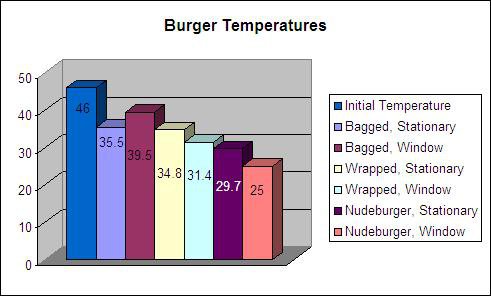 Burger Temperatures
50
40
30
20
10
0
46
35.5
39.5
34.8
31.4
29.7
25
Initial Temperature
Bagged, Stationary
Bagged, Window
Wrapped, Stationary
Wrapped, Window
Nudeburger, Stationary
Nudeburger, Window